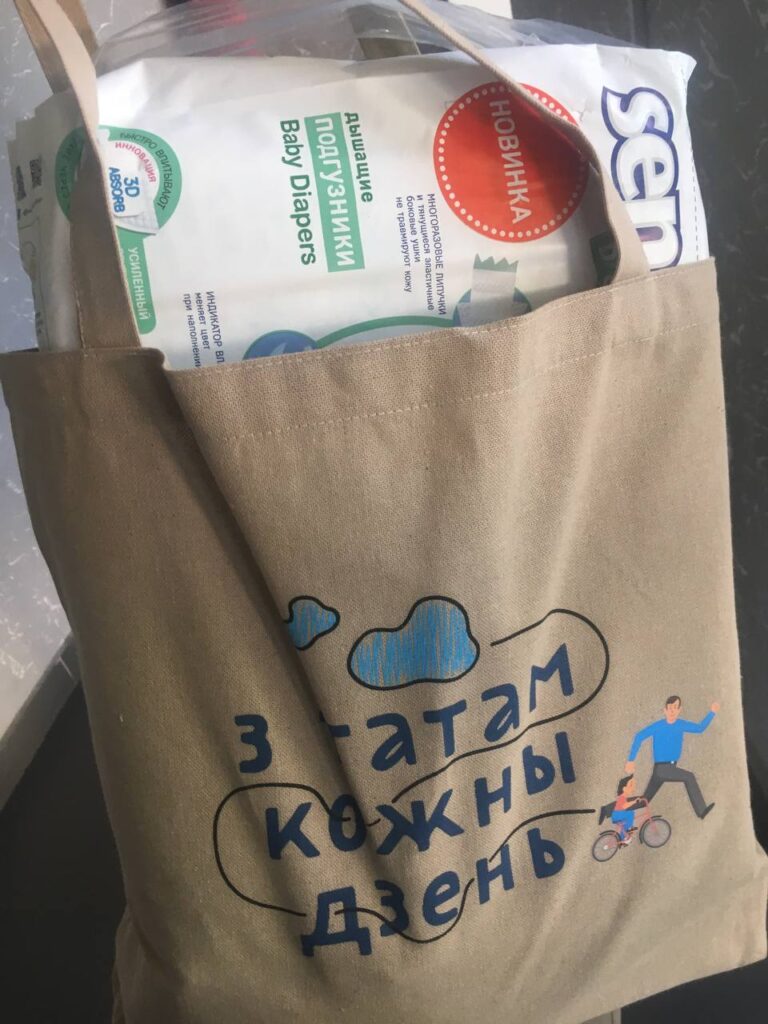 sen
НОВИНКА
дышащие
подгузники
Baby Diapers
МНОГОРАЗОВЫЕ ЛИПУЧКИ
и тянущиеся эластичные
боковые ушки
не травмируют кожу
БЫСТРО ВПИТЫВАЮТ
ИННОВАЦИЯ
3D
ABSORB
УСИЛЕННЫЙ
ИНДИКАТОР
меняет цвет
при наполнении
з татам
кожны
дзень